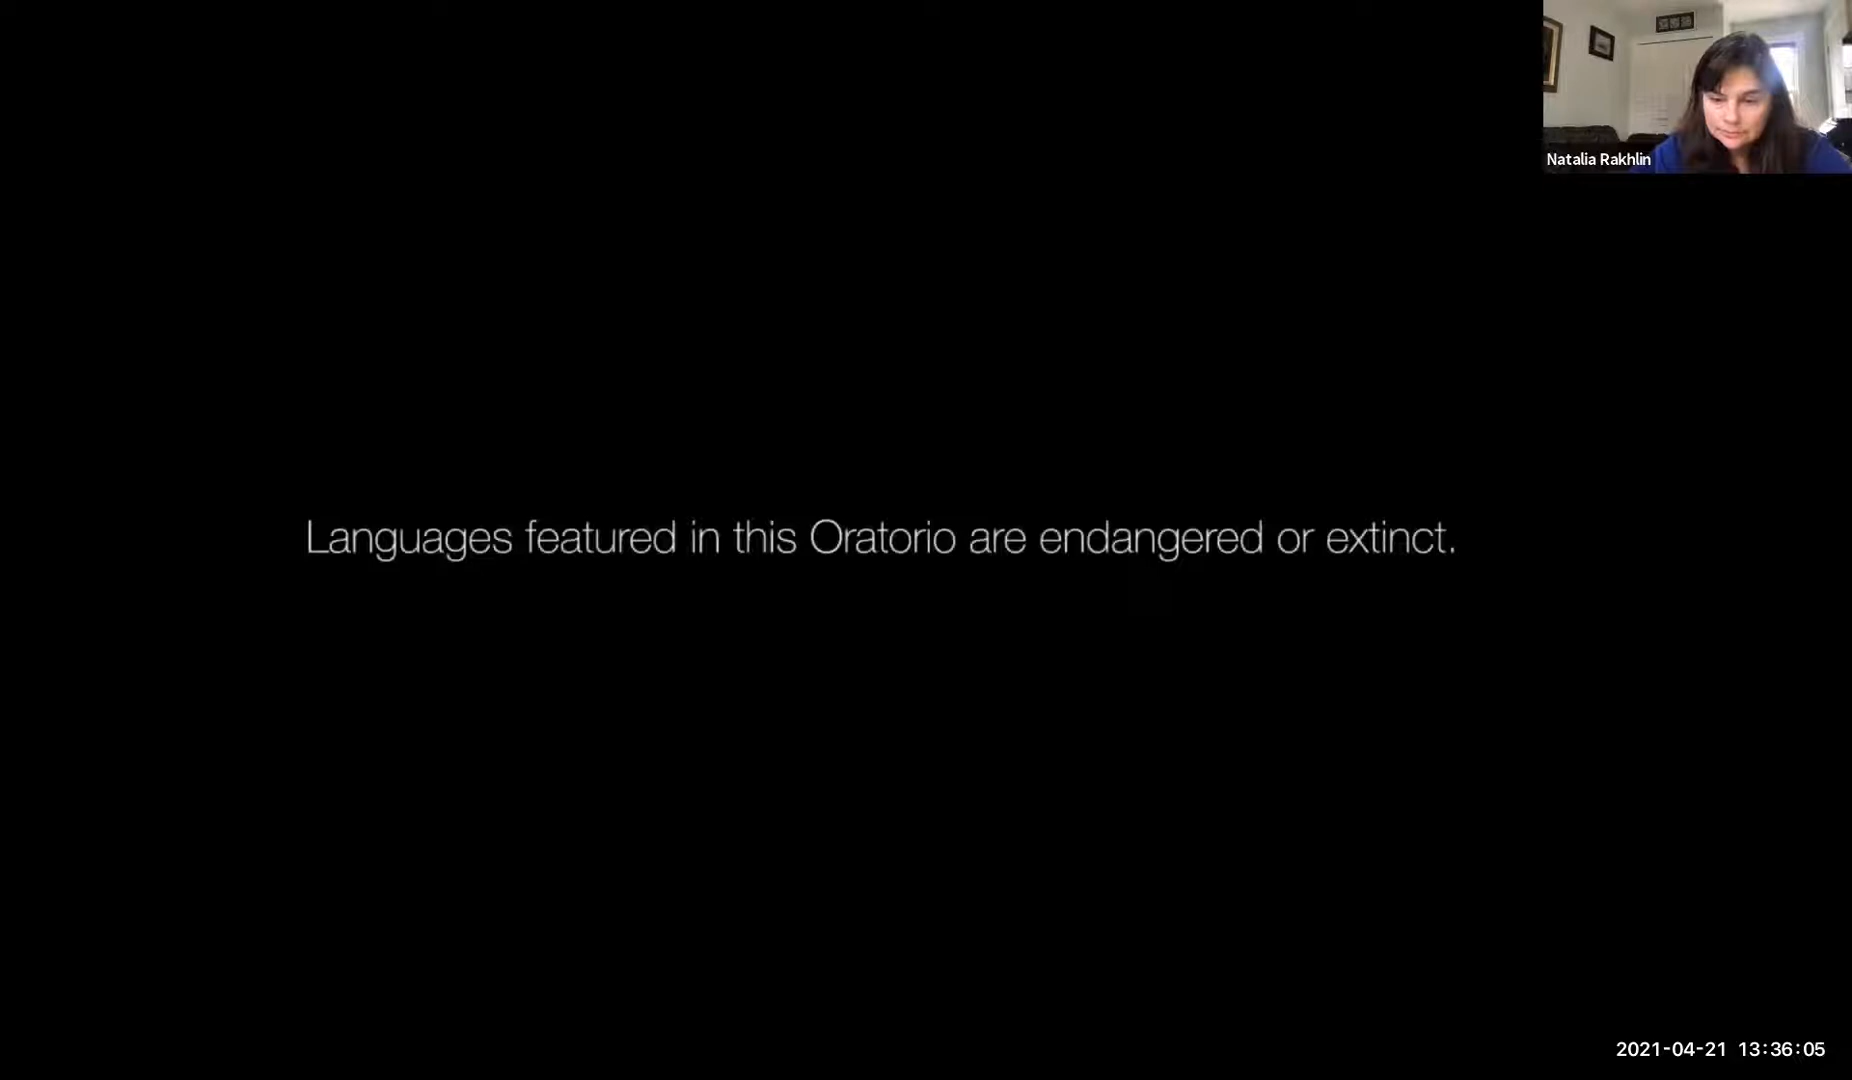 Natalia Rakhlin
Languages featured in this Oratorio are endangered or extinct.
2021-04-21 13:36:05